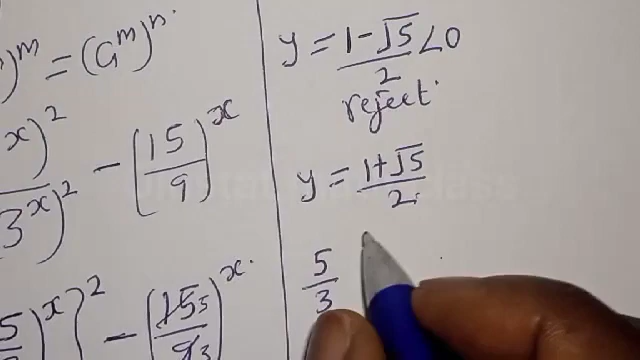 )^m = (a^m)^n.
x)^2
3^x)^2 - (15/9)^x
5
x)^2 - (15 5/9 3)^x.
y = 1-√5/2 <0
reject.
y = 1+√5/2
5/3